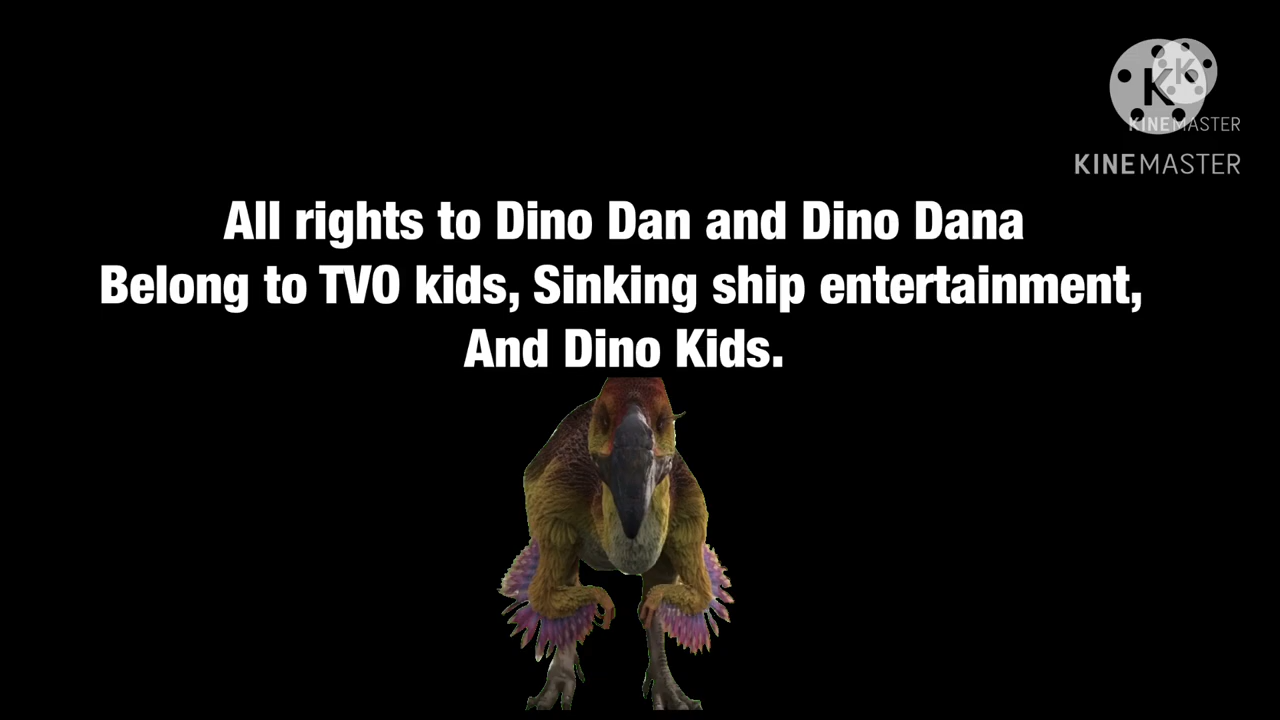 K
K
KINEMASTER
KINEMASTER
All rights to Dino Dan and Dino Dana
Belong to TVO kids, Sinking ship entertainment,
And Dino Kids.